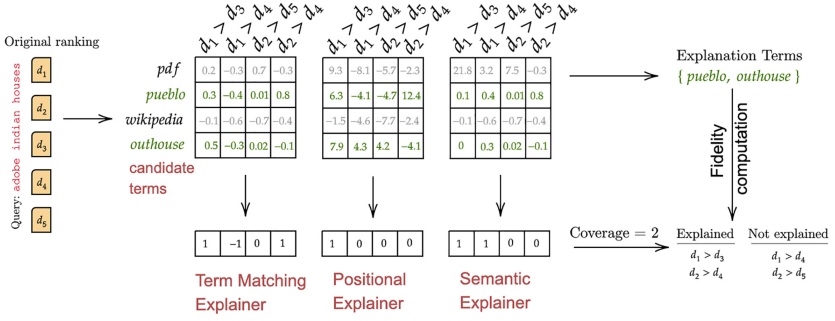 Original ranking
Query: adobe indian houses
d1
d2
d3
d4
d5
d1 > d3 d1 > d4 d2 > d5 d2 > d4
d1 > d3 d1 > d4 d2 > d5 d2 > d4
d1 > d3 d1 > d4 d2 > d5 d2 > d4
pdf 0.2 −0.3 0.7 −0.3 9.3 −8.1 −5.7 −2.3 21.8 3.2 7.5 −0.3
pueblo 0.3 −0.4 0.01 0.8 6.3 −4.1 −4.7 12.4 0.1 0.4 0.01 0.8
wikipedia −0.1 −0.6 −0.7 −0.4 −1.5 −4.6 −7.7 −2.4 −0.1 −0.6 −0.7 −0.4
outhouse 0.5 −0.3 0.02 −0.1 7.9 4.3 4.2 −4.1 0 0.3 0.02 −0.1
candidate
terms
1 −1 0 1
1 0 0 0
1 1 0 0
Term Matching
Explainer
Positional
Explainer
Semantic
Explainer
Explanation Terms
{ pueblo, outhouse }
Fidelity
computation
Coverage = 2
Explained Not explained
d1 > d3 d1 > d4
d2 > d4 d2 > d5